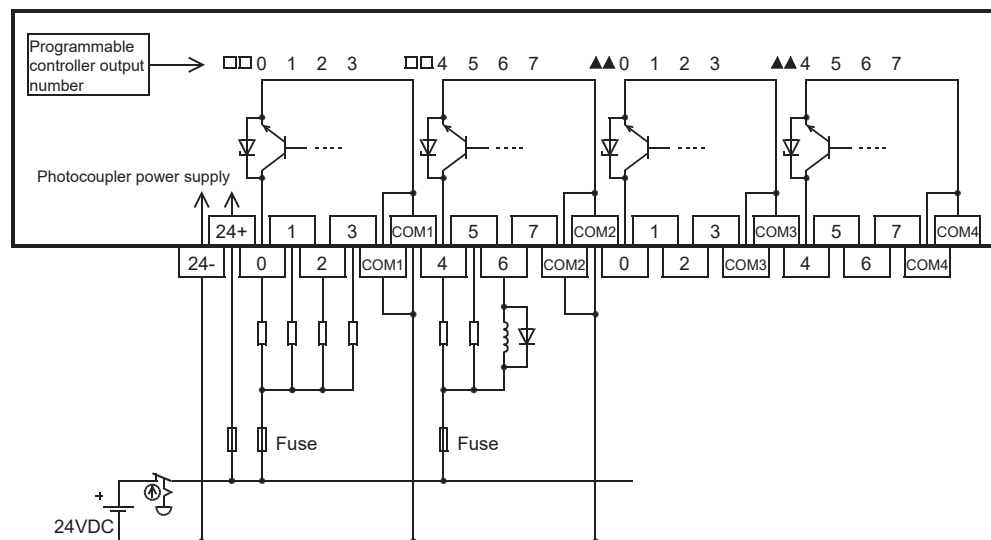 Programmable
controller output
number
□□0 1 2 3 □□4 5 6 7 ▲▲0 1 2 3 ▲▲4 5 6 7
Photocoupler power supply
24+ 1 3 COM1 5 7 COM2 1 3 COM3 5 7 COM4
24- 0 2 COM1 4 6 COM2 0 2 COM3 4 6 COM4
Fuse Fuse
+
24VDC